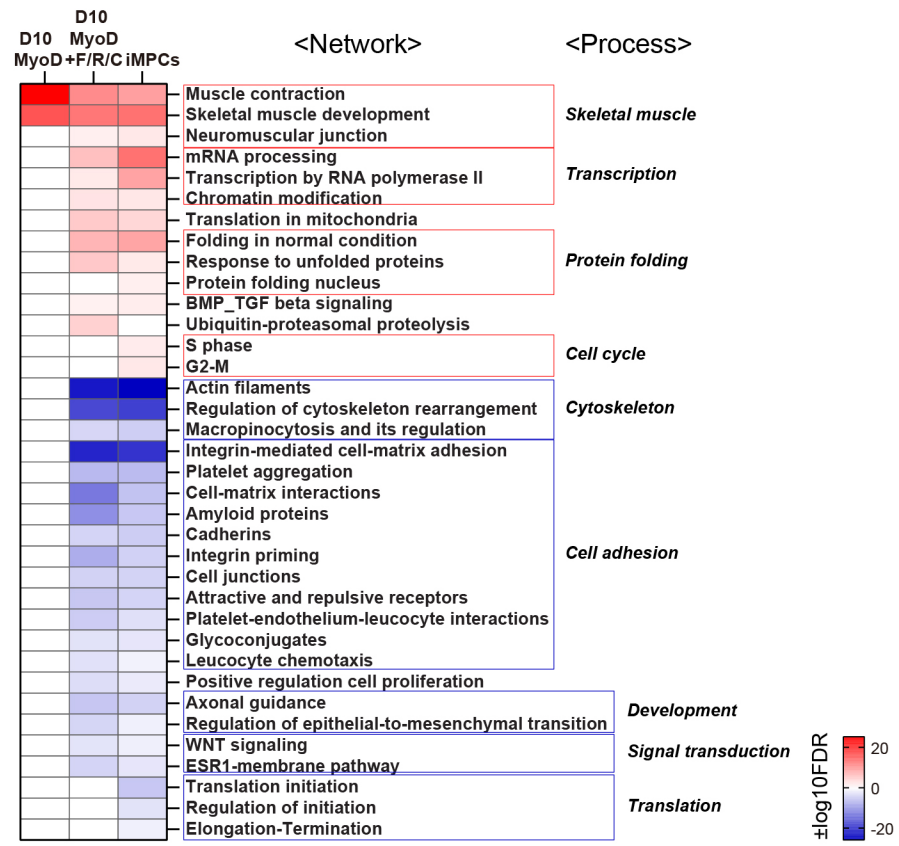 D10
MyoD
D10
MyoD
+F/R/C
iMPCs
<Network>
<Process>
Muscle contraction
Skeletal muscle development
Neuromuscular junction
Skeletal muscle
mRNA processing
Transcription by RNA polymerase II
Chromatin modification
Transcription
Translation in mitochondria
Folding in normal condition
Response to unfolded proteins
Protein folding nucleus
Protein folding
BMP_TGF beta signaling
Ubiquitin-proteasomal proteolysis
S phase
G2-M
Cell cycle
Actin filaments
Regulation of cytoskeleton rearrangement
Macropinocytosis and its regulation
Cytoskeleton
Integrin-mediated cell-matrix adhesion
Platelet aggregation
Cell-matrix interactions
Amyloid proteins
Cadherins
Integrin priming
Cell junctions
Attractive and repulsive receptors
Platelet-endothelium-leucocyte interactions
Glycoconjugates
Leucocyte chemotaxis
Cell adhesion
Positive regulation cell proliferation
Axonal guidance
Regulation of epithelial-to-mesenchymal transition
Development
WNT signaling
ESR1-membrane pathway
Signal transduction
Translation initiation
Regulation of initiation
Elongation-Termination
Translation
±log10FDR
20
0
-20